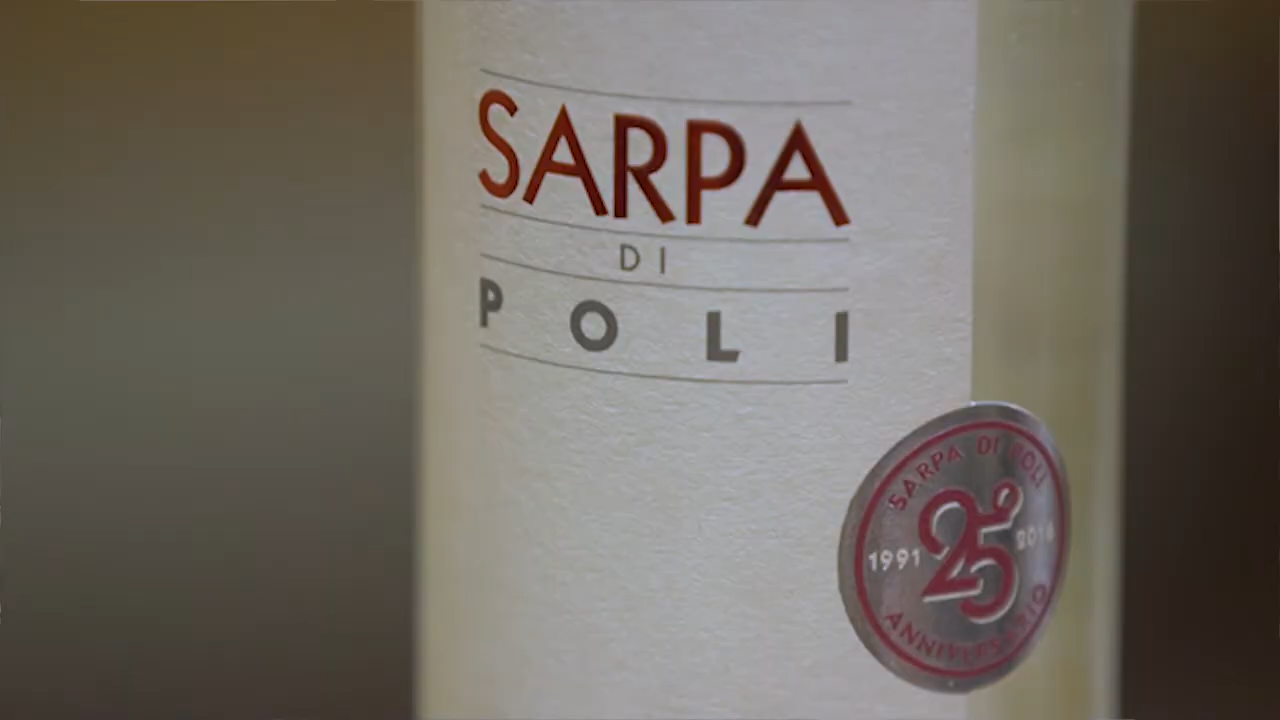 SARPA
DI
POLI
SARPA DI POLI
25°
1991 2016
ANNIVERSARIO